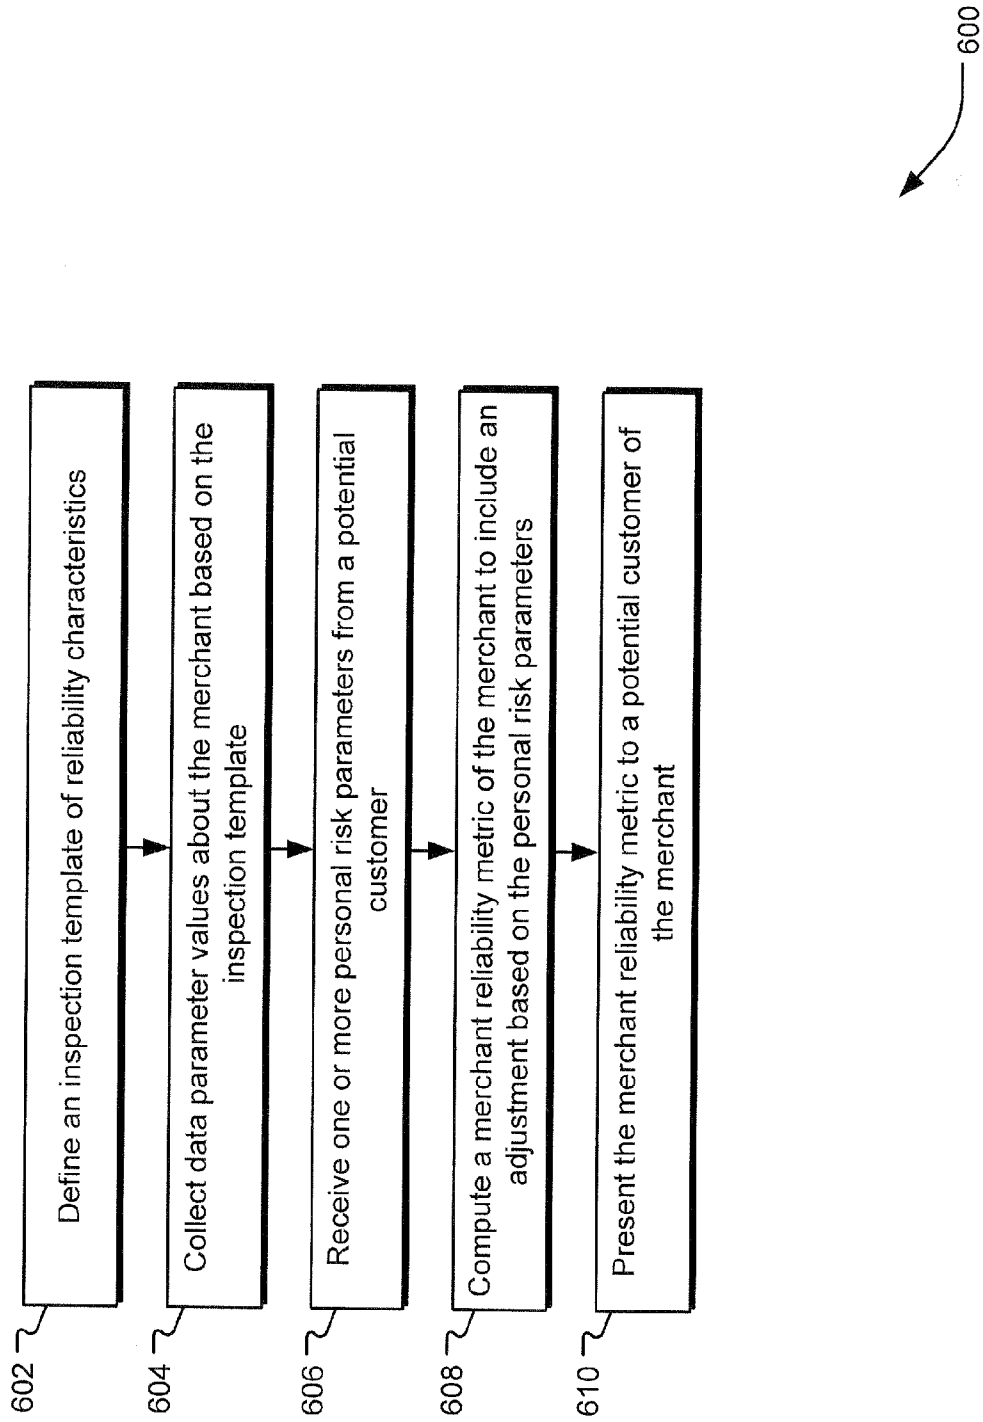 600
602
Define an inspection template of reliability characteristics
604
Collect data parameter values about the merchant based on the
inspection template
606
Receive one or more personal risk parameters from a potential
customer
608
Compute a merchant reliability metric of the merchant to include an
adjustment based on the personal risk parameters
610
Present the merchant reliability metric to a potential customer of
the merchant